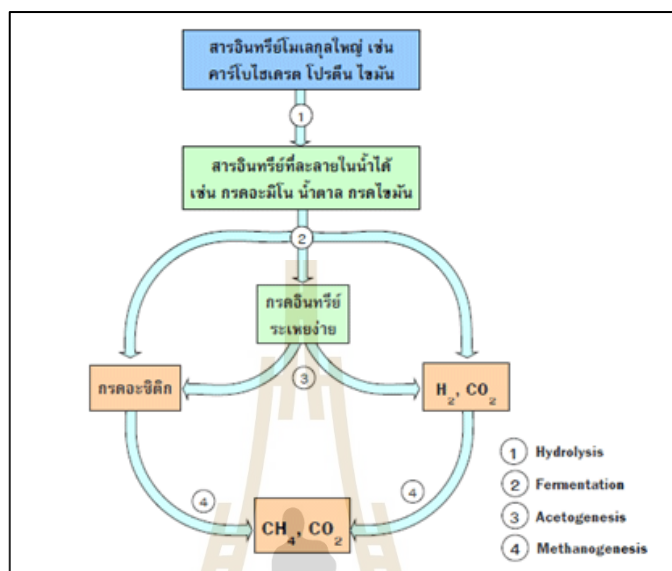 สารอินทรีย์โมเลกุลใหญ่ เช่น
คาร์โบไฮเดรต โปรตีน ไขมัน
1
สารอินทรีย์ที่ละลายในน้ำได้
เช่น กรดอะมิโน น้ำตาล กรดไขมัน
2
กรดอินทรีย์
ระเหยง่าย
3
กรดอะซิติก
H2, CO2
4
4
CH4, CO2
1 Hydrolysis
2 Fermentation
3 Acetogenesis
4 Methanogenesis